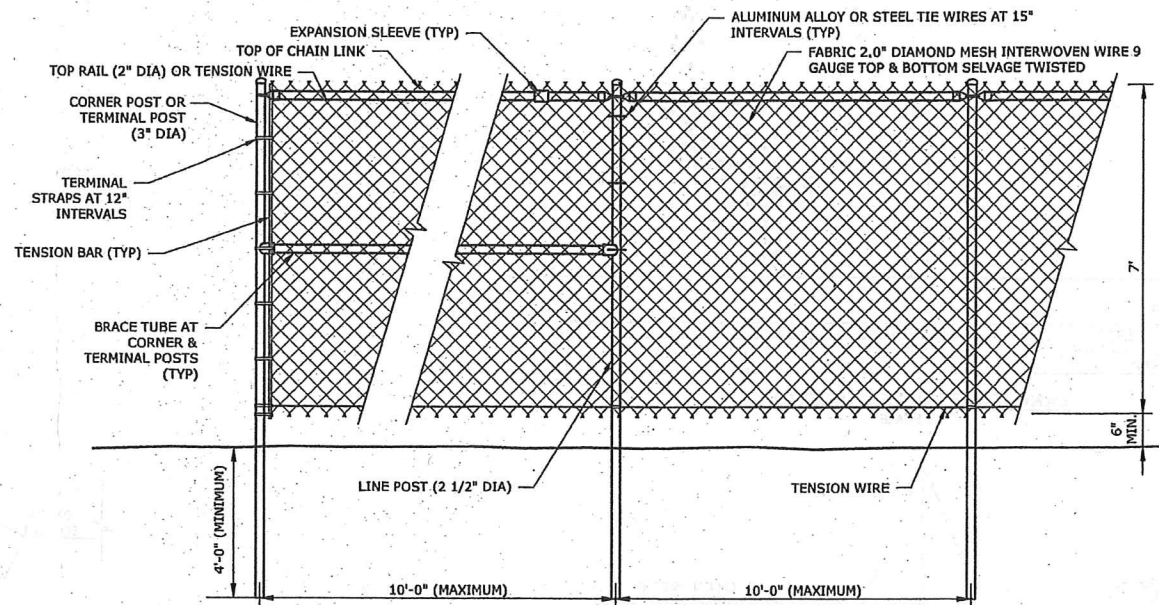 EXPANSION SLEEVE (TYP)
TOP OF CHAIN LINK
TOP RAIL (2" DIA) OR TENSION WIRE
CORNER POST OR
TERMINAL POST
(3" DIA)
TERMINAL
STRAPS AT 12"
INTERVALS
TENSION BAR (TYP)
BRACE TUBE AT
CORNER &
TERMINAL POSTS
(TYP)
ALUMINUM ALLOY OR STEEL TIE WIRES AT 15"
INTERVALS (TYP)
FABRIC 2.0" DIAMOND MESH INTERWOVEN WIRE 9
GAUGE TOP & BOTTOM SELVAGE TWISTED
7'
6"
MIN.
LINE POST (2 1/2" DIA)
TENSION WIRE
4'-0" (MINIMUM)
10'-0" (MAXIMUM)
10'-0" (MAXIMUM)